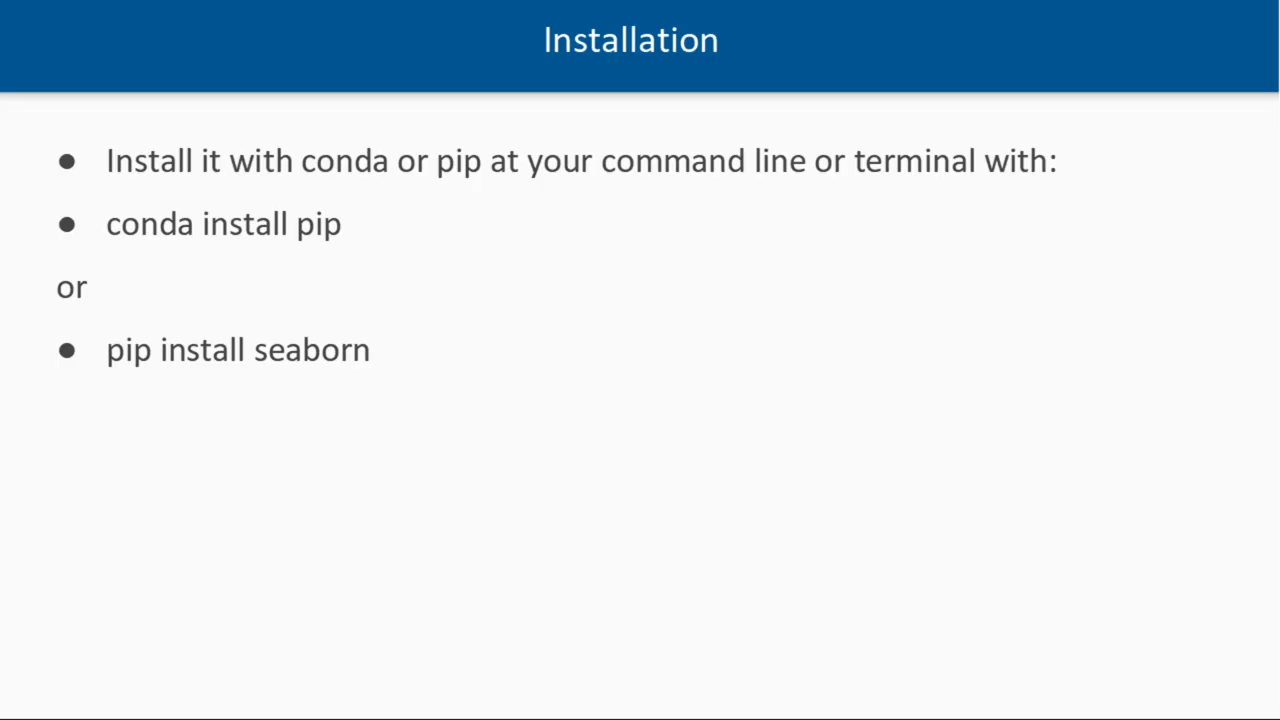 Installation
● Install it with conda or pip at your command line or terminal with:
● conda install pip
or
● pip install seaborn